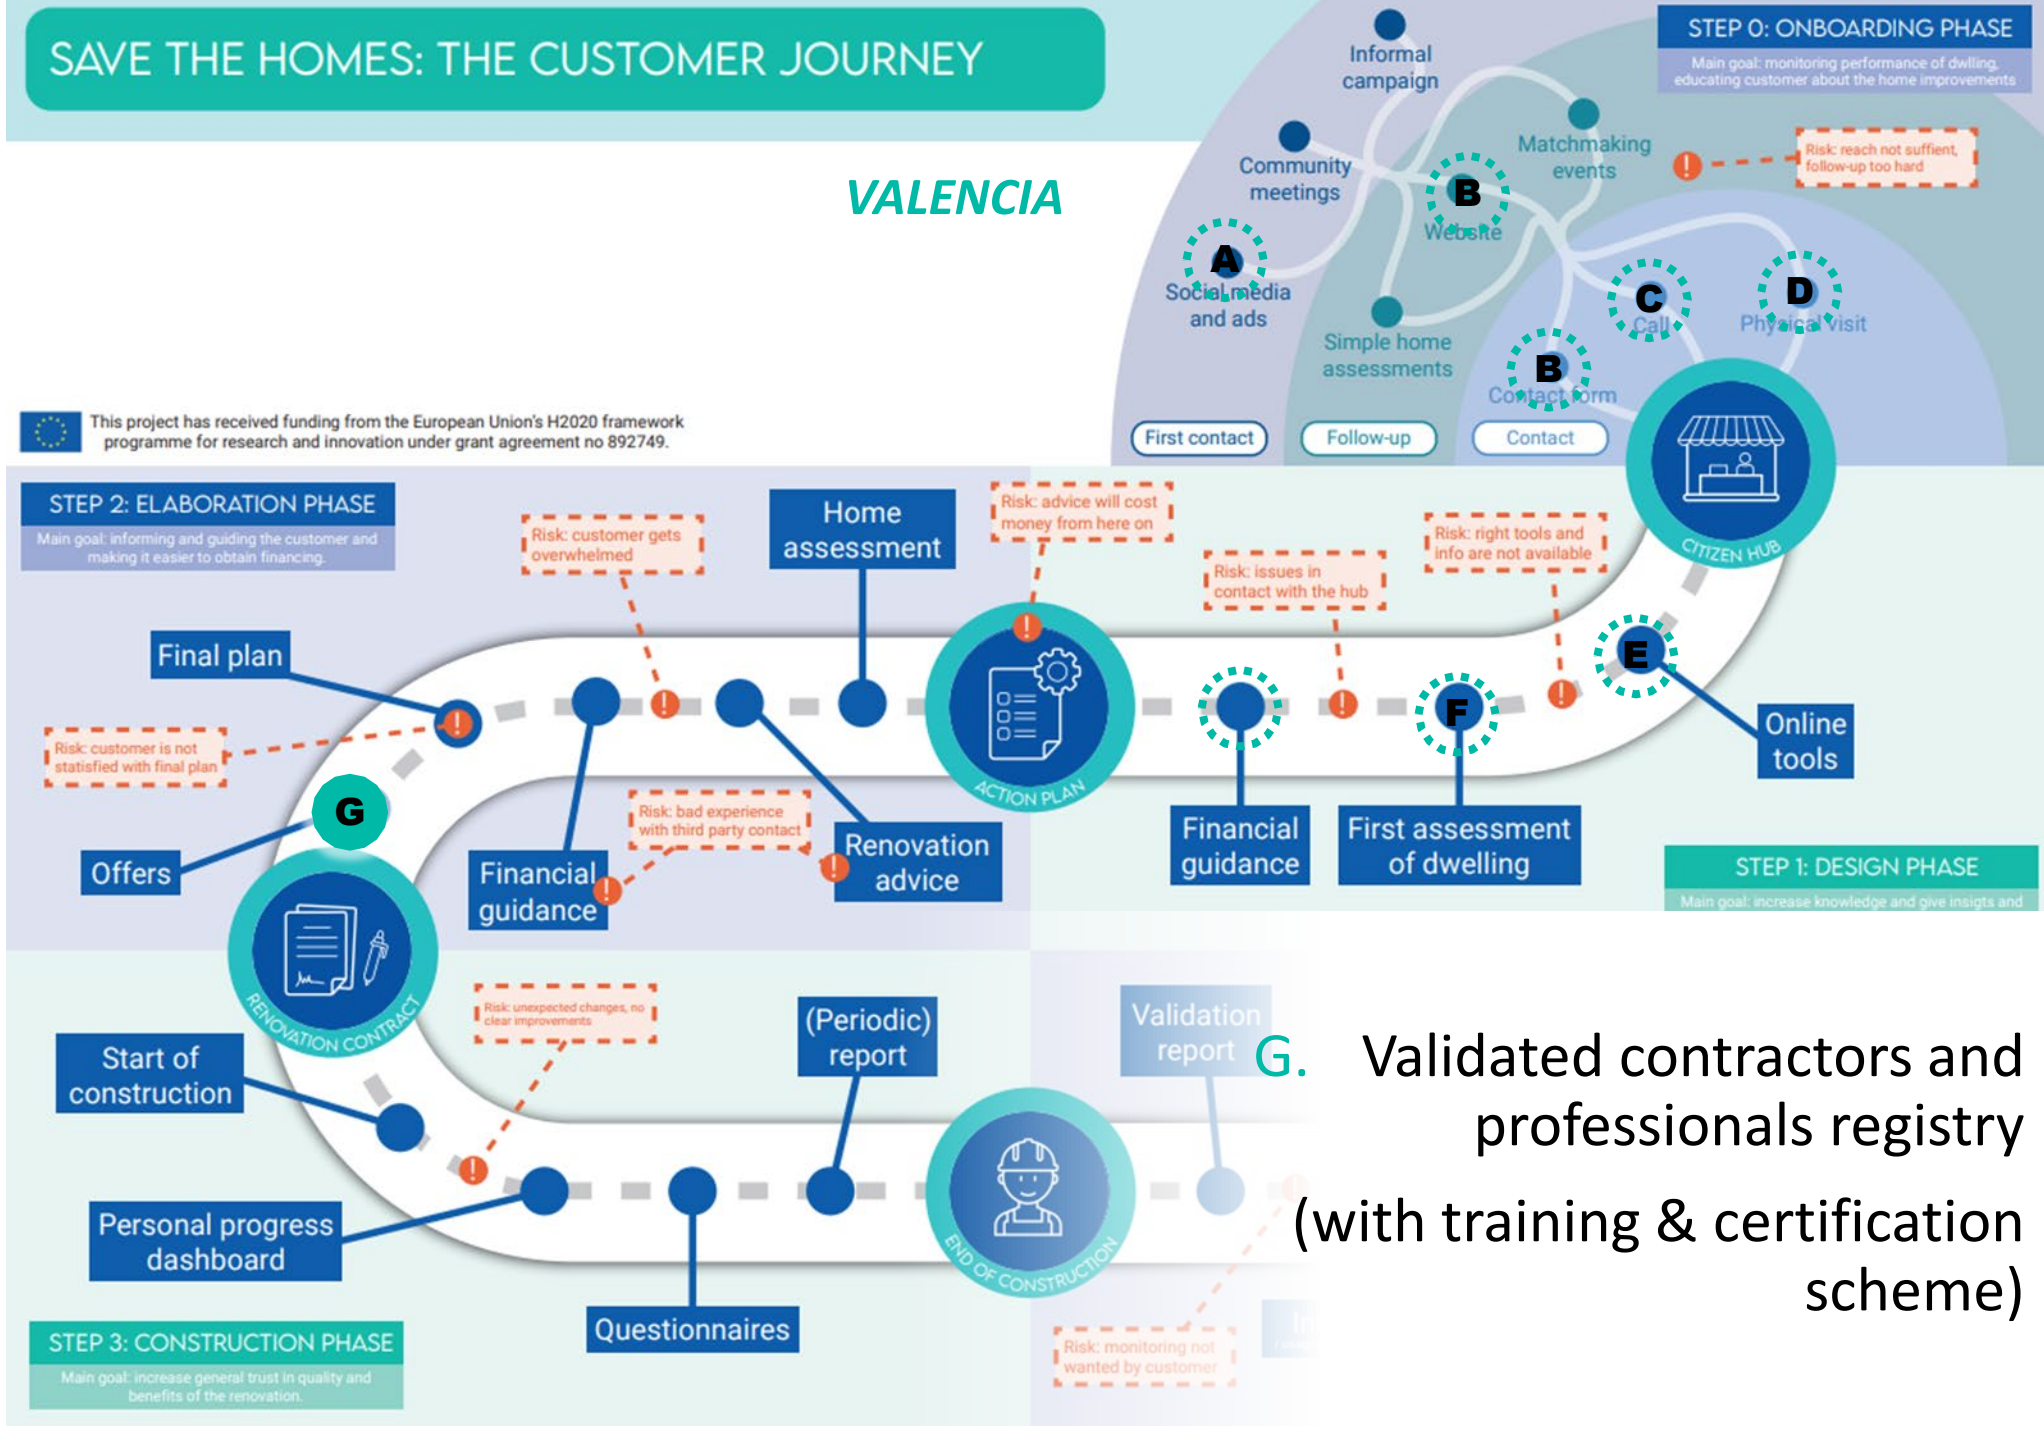 SAVE THE HOMES: THE CUSTOMER JOURNEY
VALENCIA
This project has received funding from the European Union's H2020 framework
programme for research and innovation under grant agreement no 892749.
STEP 0: ONBOARDING PHASE
Main goal: monitoring performance of dwlling,
educating customer about the home improvements
Informal
campaign
Community
meetings
Matchmaking
events
Risk: reach not suffient,
follow-up too hard
B
Website
A
Social media
and ads
Simple home
assessments
C
Call
D
Physical visit
B
Contact form
First contact
Follow-up
Contact
CITIZEN HUB
STEP 2: ELABORATION PHASE
Main goal: informing and guiding the customer and
making it easier to obtain financing.
Risk: customer gets
overwhelmed
Home
assessment
Risk: advice will cost
money from here on
Risk: issues in
contact with the hub
Risk: right tools and
info are not available
Final plan
E
F
Online
tools
Risk: customer is not
statisfied with final plan
G
Offers
ACTION PLAN
Risk: bad experience
with third party contact
Financial
guidance
Renovation
advice
Financial
guidance
First assessment
of dwelling
STEP 1: DESIGN PHASE
Main goal: increase knowledge and give insigts and
RENOVATION CONTRACT
Risk: unexpected changes, no
clear improvements
(Periodic)
report
Validation
report
Start of
construction
G. Validated contractors and
professionals registry
(with training & certification
scheme)
Personal progress
dashboard
END OF CONSTRUCTION
Questionnaires
STEP 3: CONSTRUCTION PHASE
Main goal: increase general trust in quality and
benefits of the renovation.
Risk: monitoring not
wanted by customer